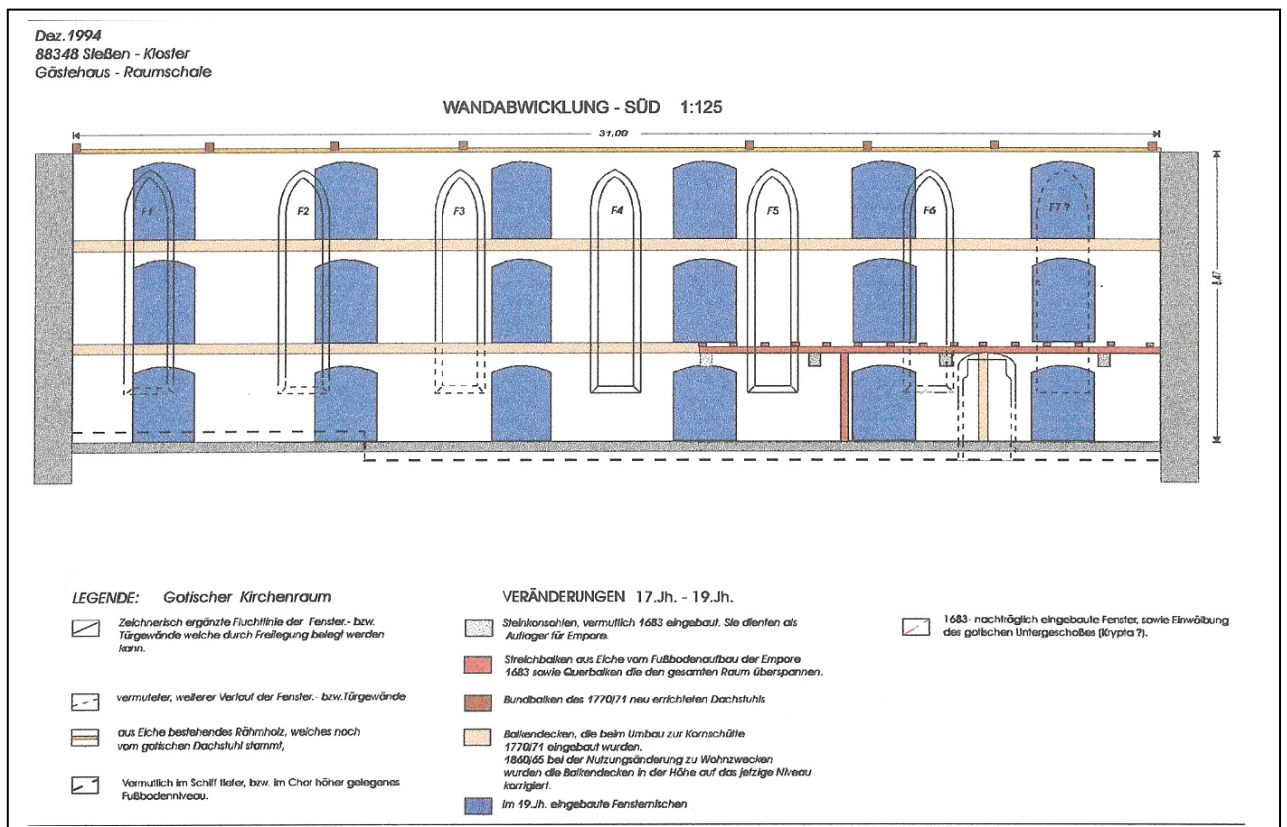 Dez.1994
88348 Sießen - Kloster
Gästehaus - Raumschale
WANDABWICKLUNG - SÜD 1:125
31,00
F1
F2
F3
F4
F5
F6
F7 ?
8,47
LEGENDE: Gotischer Kirchenraum
Zeichnerisch ergänzte Fluchtlinie der Fenster.- bzw.
Türgewände welche durch Freilegung belegt werden
kann.
vermuteter, weiterer Verlauf der Fenster.- bzw.Türgewände
aus Eiche bestehendes Rähmholz, welches noch
vom gotischen Dachstuhl stammt,
Vermutlich im Schiff tiefer, bzw. im Chor höher gelegenes
Fußbodenniveau.
VERÄNDERUNGEN 17.Jh. - 19.Jh.
Steinkonsolen, vermutlich 1683 eingebaut. Sie dienten als
Auflager für Empore.
Streichbalken aus Eiche vom Fußbodenaufbau der Empore
1683 sowie Querbalken die den gesamten Raum überspannen.
Bundbalken des 1770/71 neu errichteten Dachstuhls
Balkendecken, die beim Umbau zur Kornschütte
1770/71 eingebaut wurden.
1860/65 bei der Nutzungsänderung zu Wohnzwecken
wurden die Balkendecken in der Höhe auf das jetzige Niveau
korrigiert.
im 19.Jh. eingebaute Fensternischen
1683- nachträglich eingebaute Fenster, sowie Einwölbung
des gotischen Untergeschoßes (Krypta ?).